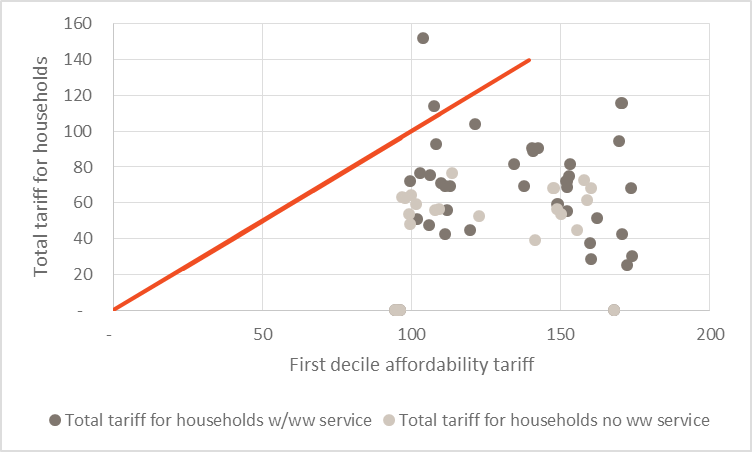 160
140
120
100
80
60
40
20
-
Total tariff for households
- 50 100 150 200
First decile affordability tariff
Total tariff for households w/ww service Total tariff for households no ww service